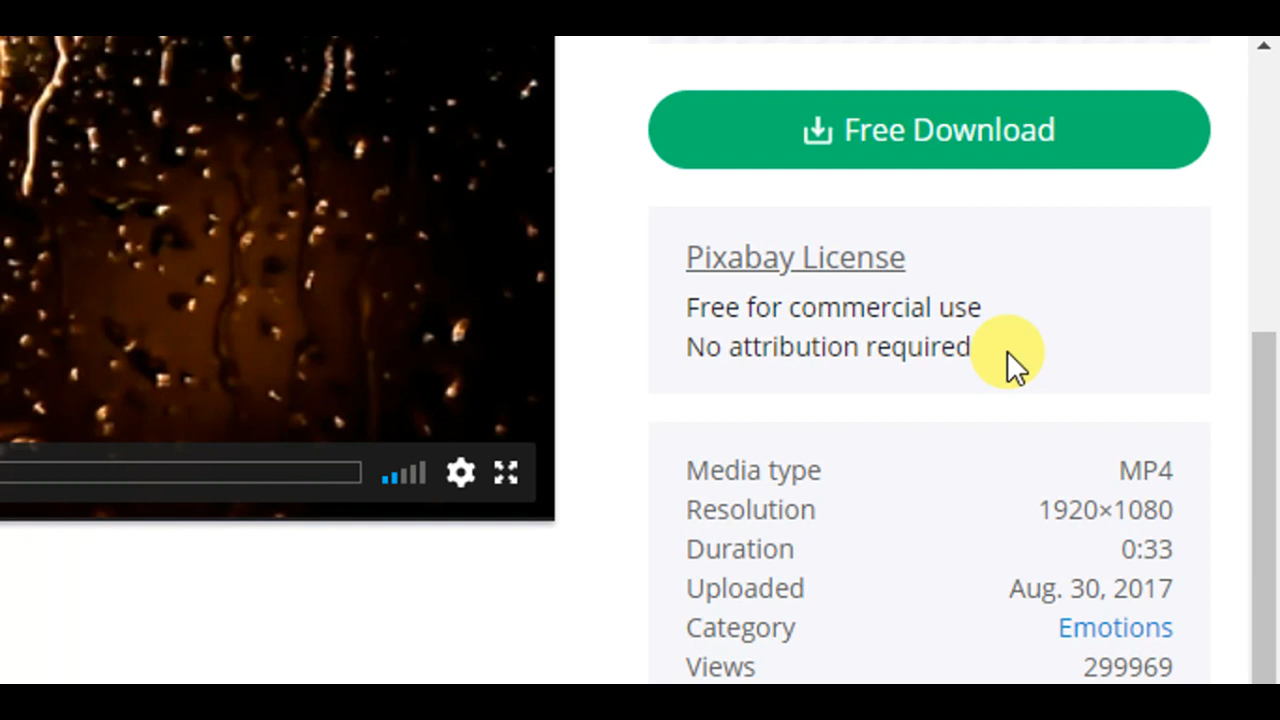 Free Download
Pixabay License
Free for commercial use
No attribution required
Media type MP4
Resolution 1920×1080
Duration 0:33
Uploaded Aug. 30, 2017
Category Emotions
Views 299969